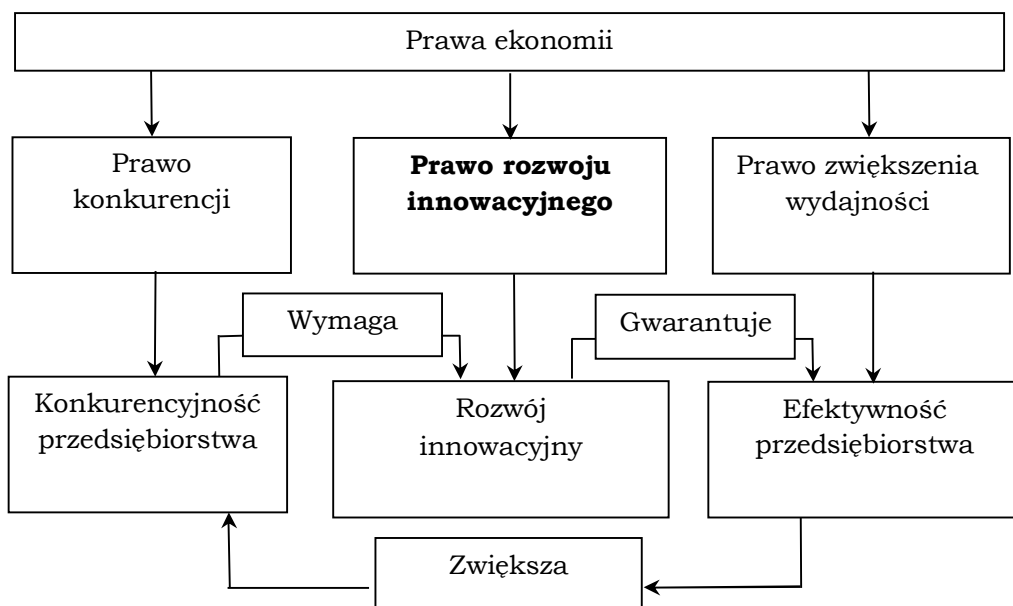 Prawa ekonomii
Prawo
konkurencji
Prawo rozwoju
innowacyjnego
Prawo zwiększenia
wydajności
Wymaga
Gwarantuje
Konkurencyjność
przedsiębiorstwa
Rozwój
innowacyjny
Efektywność
przedsiębiorstwa
Zwiększa